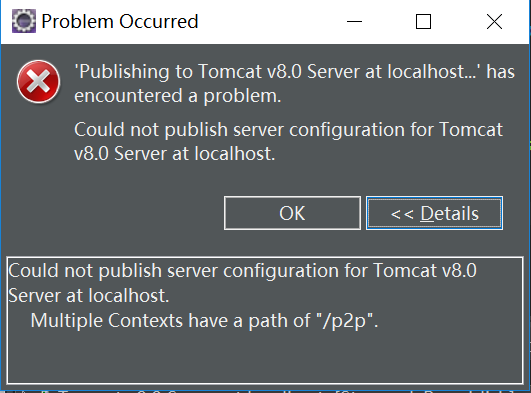 Problem Occurred
'Publishing to Tomcat v8.0 Server at localhost...' has
encountered a problem.
Could not publish server configuration for Tomcat
v8.0 Server at localhost.
OK
<< Details
Could not publish server configuration for Tomcat v8.0
Server at localhost.
Multiple Contexts have a path of "/p2p".